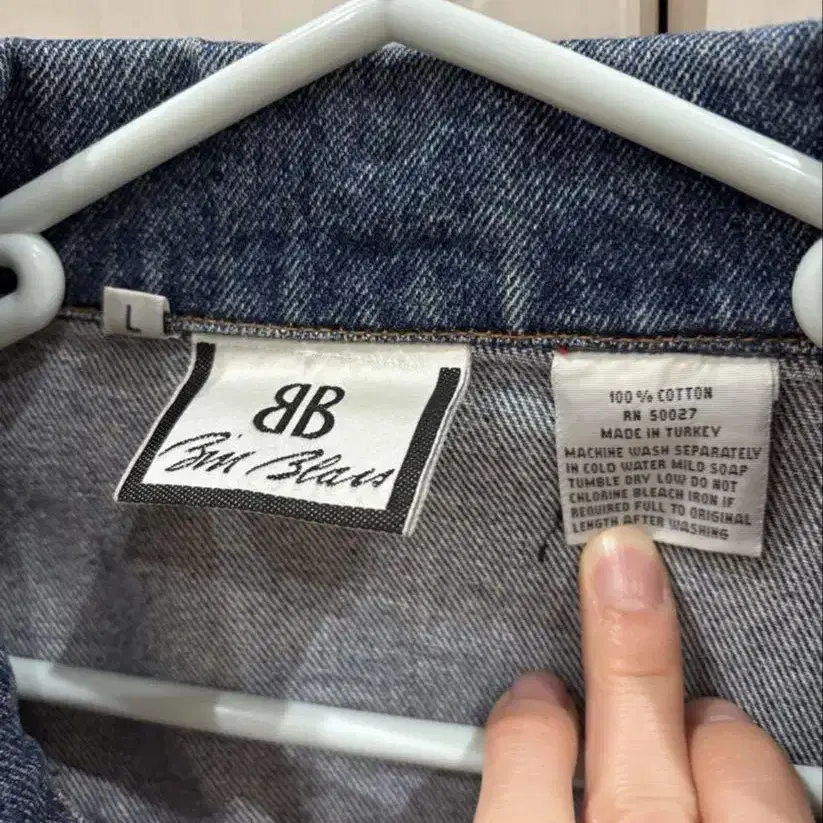 L
BB
Bill Blass
100% COTTON
RN 50027
MADE IN TURKEY
MACHINE WASH SEPARATELY
IN COLD WATER MILD SOAP
TUMBLE DRY LOW DO NOT
CHLORINE BLEACH IRON IF
REQUIRED FULL TO ORIGINAL
LENGTH AFTER WASHING